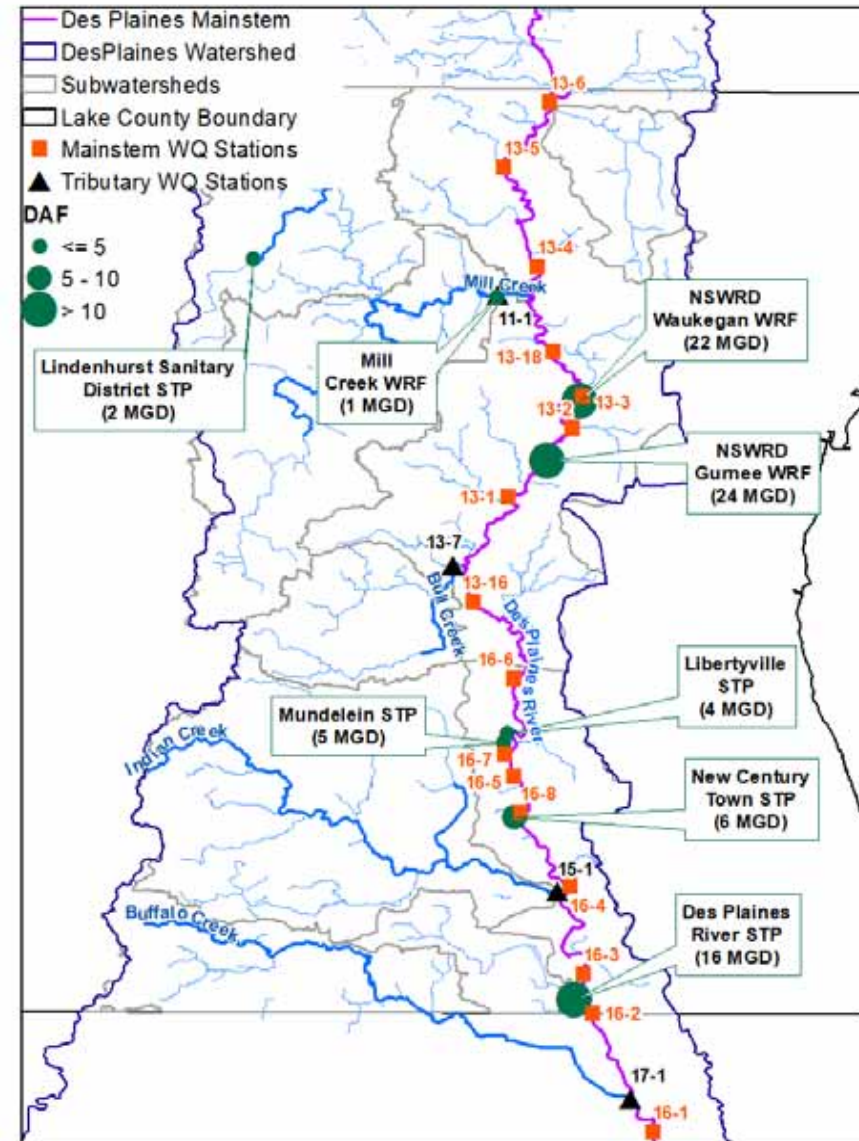 Des Plaines Mainstem
DesPlaines Watershed
Subwatersheds
Lake County Boundary
Mainstem WQ Stations
Tributary WQ Stations
DAF
<= 5
5 - 10
> 10
13-6
13-5
13-4
Mill Creek
11-1
NSWRD
Waukegan WRF
(22 MGD)
Lindenhurst Sanitary
District STP
(2 MGD)
Mill
Creek WRF
(1 MGD)
13-18
13-2
13-3
NSWRD
Gurnee WRF
(24 MGD)
13-1
13-7
13-16
Bull Creek
Des Plaines River
16-6
Libertyville
STP
(4 MGD)
Mundelein STP
(5 MGD)
Indian Creek
16-7
16-5
16-8
New Century
Town STP
(6 MGD)
15-1
16-4
Buffalo Creek
Des Plaines
River STP
(16 MGD)
16-3
16-2
17-1
16-1